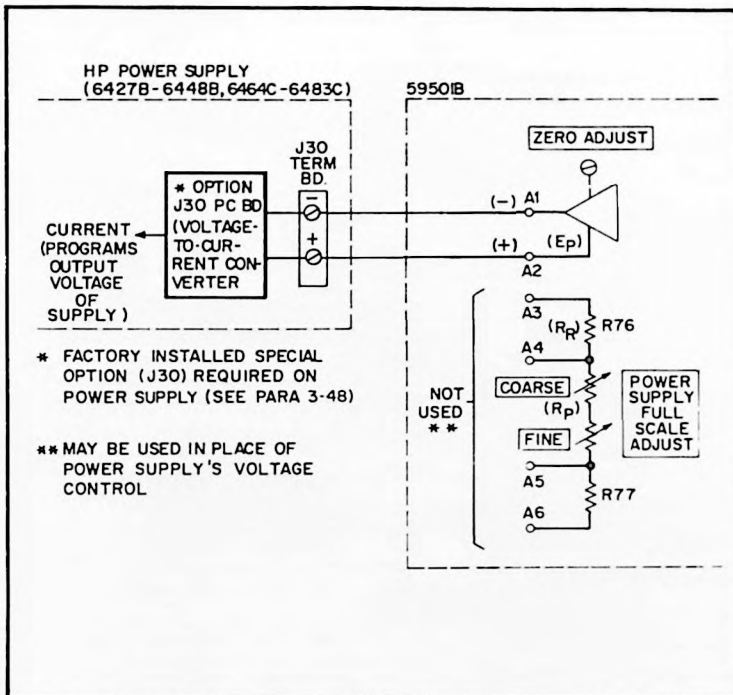 HP POWER SUPPLY
(6427B-6448B, 6464C-6483C)
59501B
ZERO ADJUST
J30
TERM
BD.
* OPTION
J30 PC BD
(VOLTAGE-
TO-CUR-
RENT CON-
VERTER
CURRENT
(PROGRAMS
OUTPUT
VOLTAGE
OF
SUPPLY)
-
+
(-) A1
(+) (EP)
A2
A3
(RR) R76
A4
COARSE
(RP)
FINE
POWER
SUPPLY
FULL
SCALE
ADJUST
A5
R77
A6
NOT
USED
**
* FACTORY INSTALLED SPECIAL
OPTION (J30) REQUIRED ON
POWER SUPPLY (SEE PARA 3-48)
** MAY BE USED IN PLACE OF
POWER SUPPLY'S VOLTAGE
CONTROL